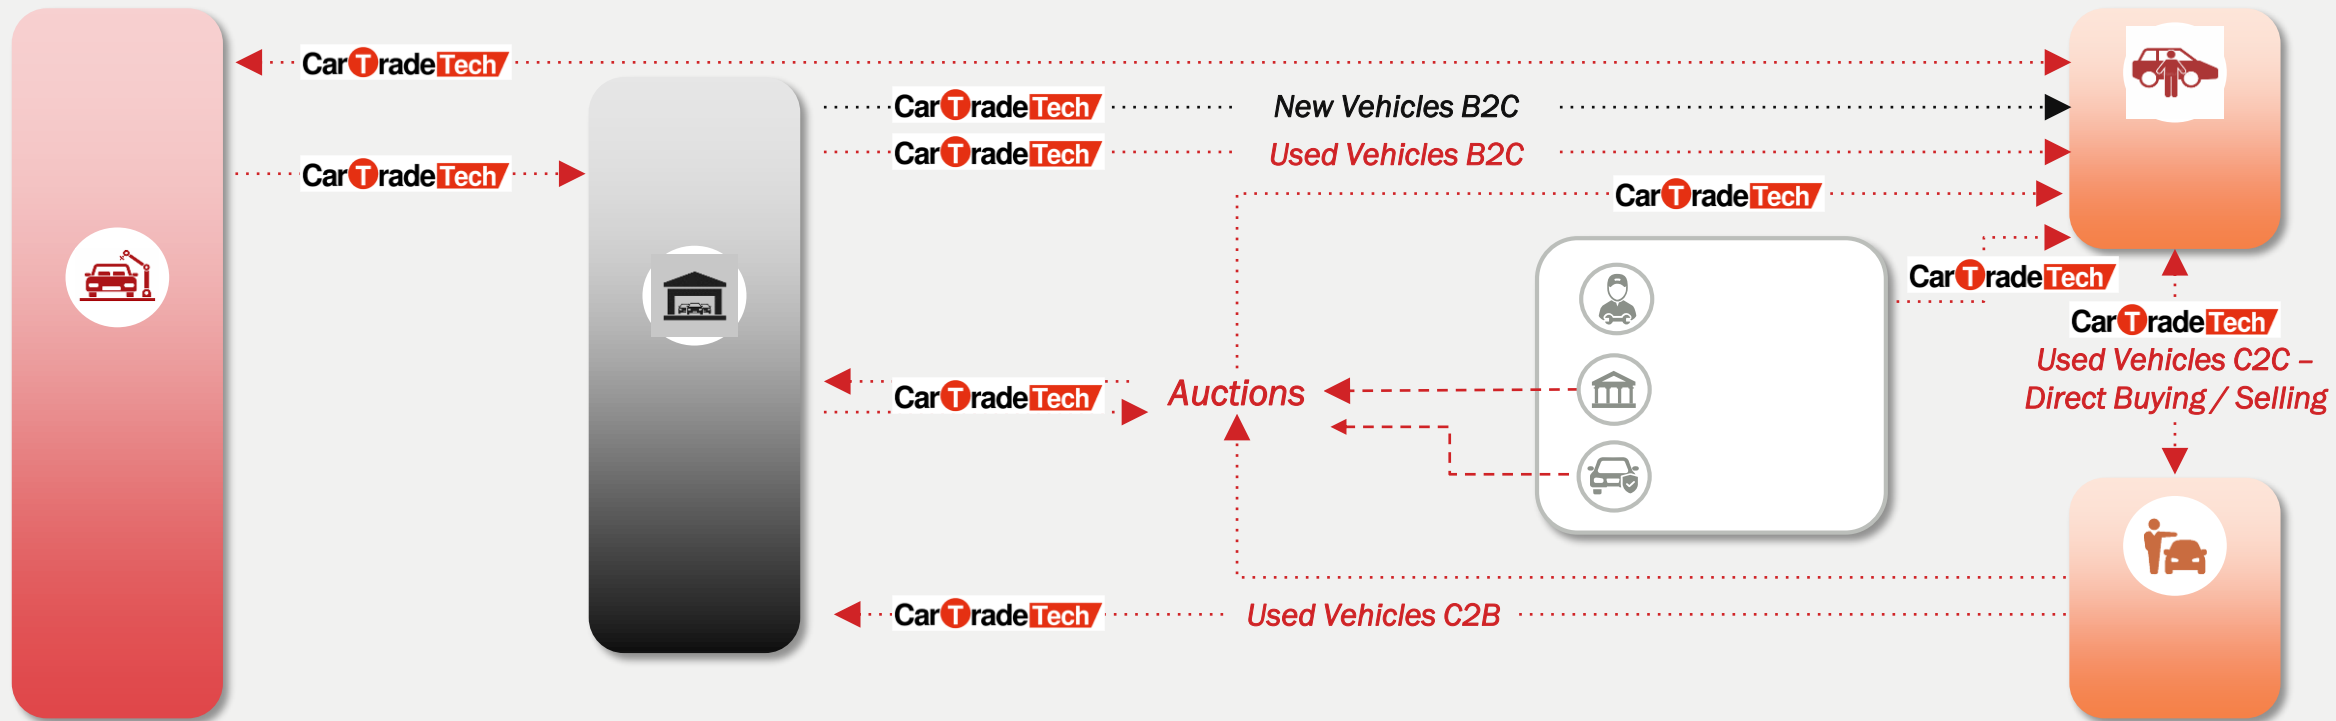 CarTradeTech
CarTradeTech New Vehicles B2C
CarTradeTech Used Vehicles B2C
CarTradeTech
CarTradeTech
CarTradeTech
CarTradeTech
Used Vehicles C2C –
Direct Buying / Selling
CarTradeTech Auctions
CarTradeTech Used Vehicles C2B